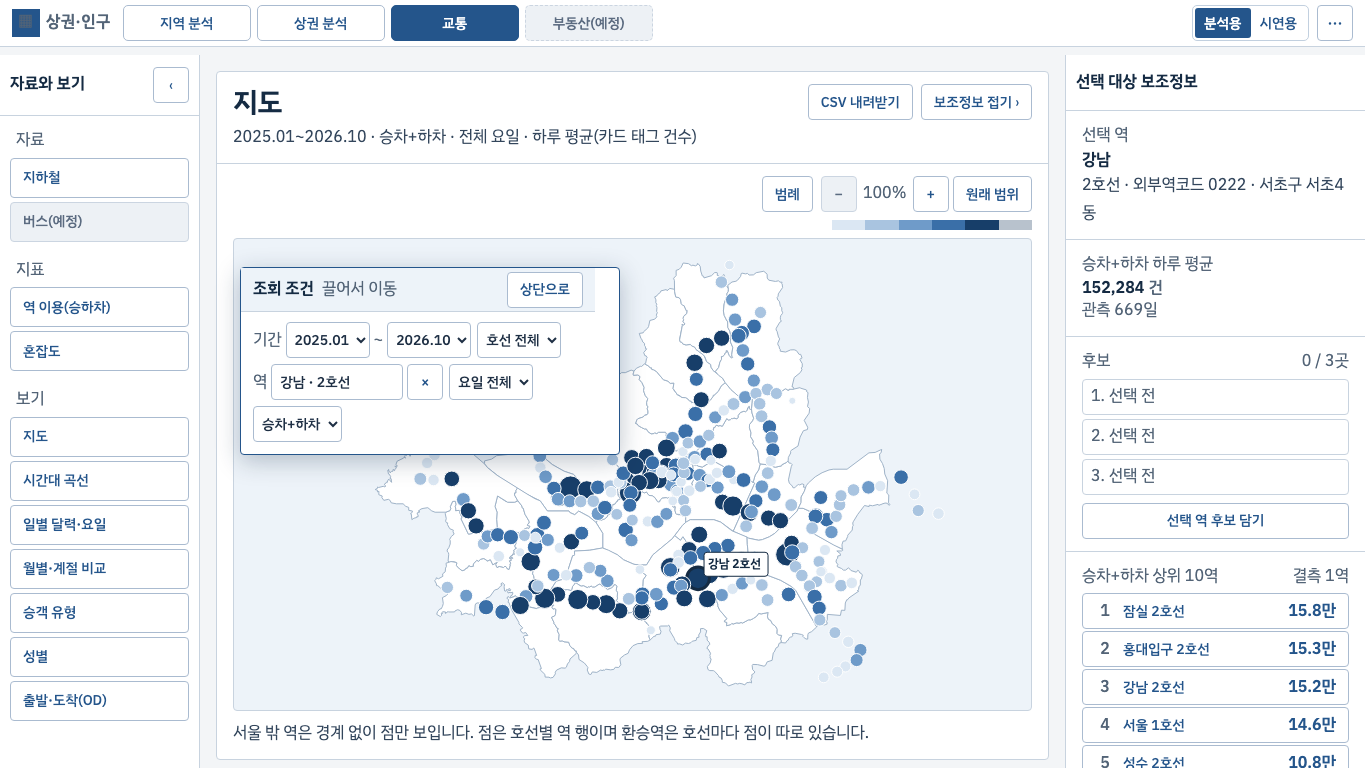 상권·인구
지역 분석
상권 분석
교통
부동산(예정)
분석용
시연용
···
자료와 보기
‹
자료
지하철
버스(예정)
지표
역 이용(승하차)
혼잡도
보기
지도
시간대 곡선
일별 달력·요일
월별·계절 비교
승객 유형
성별
출발·도착(OD)
지도
CSV 내려받기
보조정보 접기 ›
2025.01~2026.10 · 승차+하차 · 전체 요일 · 하루 평균(카드 태그 건수)
범례
−
100%
+
원래 범위
조회 조건 끌어서 이동
상단으로
기간 2025.01 ~ 2026.10 호선 전체
역 강남 · 2호선 × 요일 전체
승차+하차
강남 2호선
서울 밖 역은 경계 없이 점만 보입니다. 점은 호선별 역 행이며 환승역은 호선마다 점이 따로 있습니다.
선택 대상 보조정보
선택 역
강남
2호선 · 외부역코드 0222 · 서초구 서초4
동
승차+하차 하루 평균
152,284 건
관측 669일
후보 0 / 3곳
1. 선택 전
2. 선택 전
3. 선택 전
선택 역 후보 담기
승차+하차 상위 10역 결측 1역
1 잠실 2호선 15.8만
2 홍대입구 2호선 15.3만
3 강남 2호선 15.2만
4 서울 1호선 14.6만
5 성수 2호선 10.8만